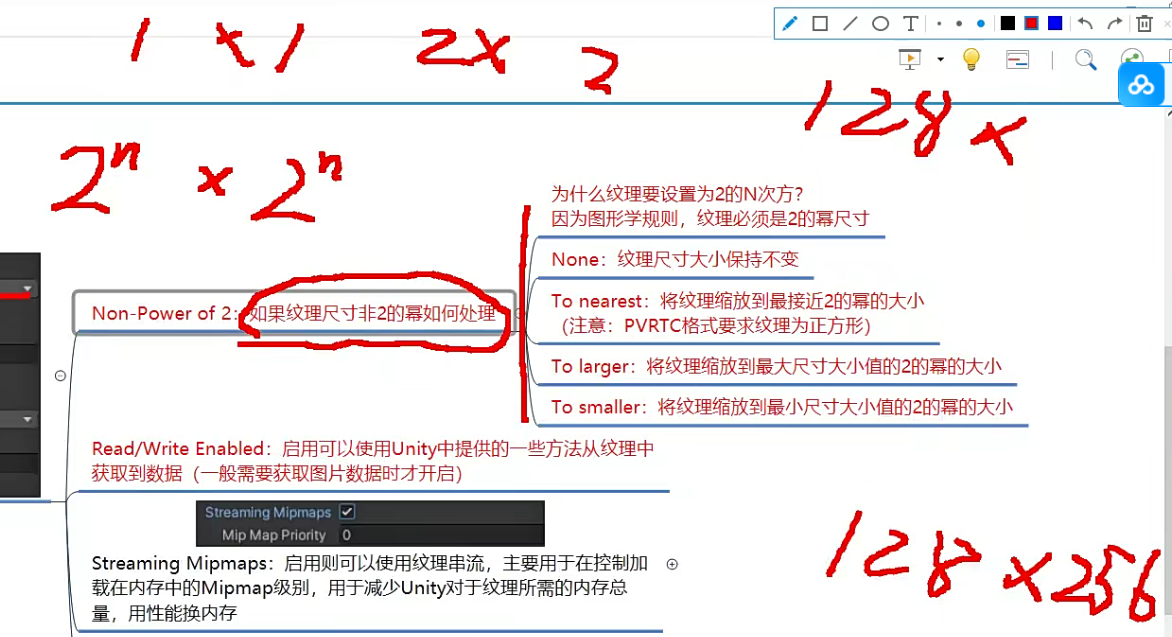 1 x 1 2x 2
128 x
2ⁿ x 2ⁿ
为什么纹理要设置为2的N次方？
因为图形学规则，纹理必须是2的幂尺寸
None：纹理尺寸大小保持不变
Non-Power of 2：如果纹理尺寸非2的幂如何处理
To nearest：将纹理缩放到最接近2的幂的大小
（注意：PVRTC格式要求纹理为正方形）
To larger：将纹理缩放到最大尺寸大小值的2的幂的大小
To smaller：将纹理缩放到最小尺寸大小值的2的幂的大小
Read/Write Enabled：启用可以使用Unity中提供的一些方法从纹理中
获取到数据（一般需要获取图片数据时才开启）
Streaming Mipmaps
Mip Map Priority 0
Streaming Mipmaps：启用则可以使用纹理串流，主要用于在控制加
载在内存中的Mipmap级别，用于减少Unity对于纹理所需的内存总
量，用性能换内存
128 x256